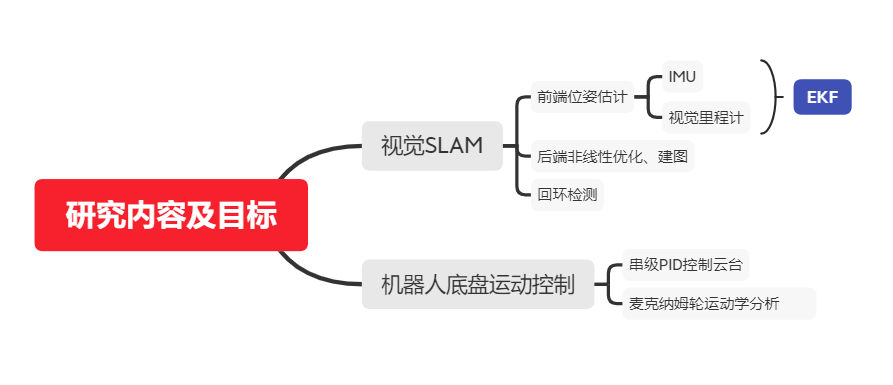 研究内容及目标
视觉SLAM
前端位姿估计
IMU
视觉里程计
EKF
后端非线性优化、建图
回环检测
机器人底盘运动控制
串级PID控制云台
麦克纳姆轮运动学分析